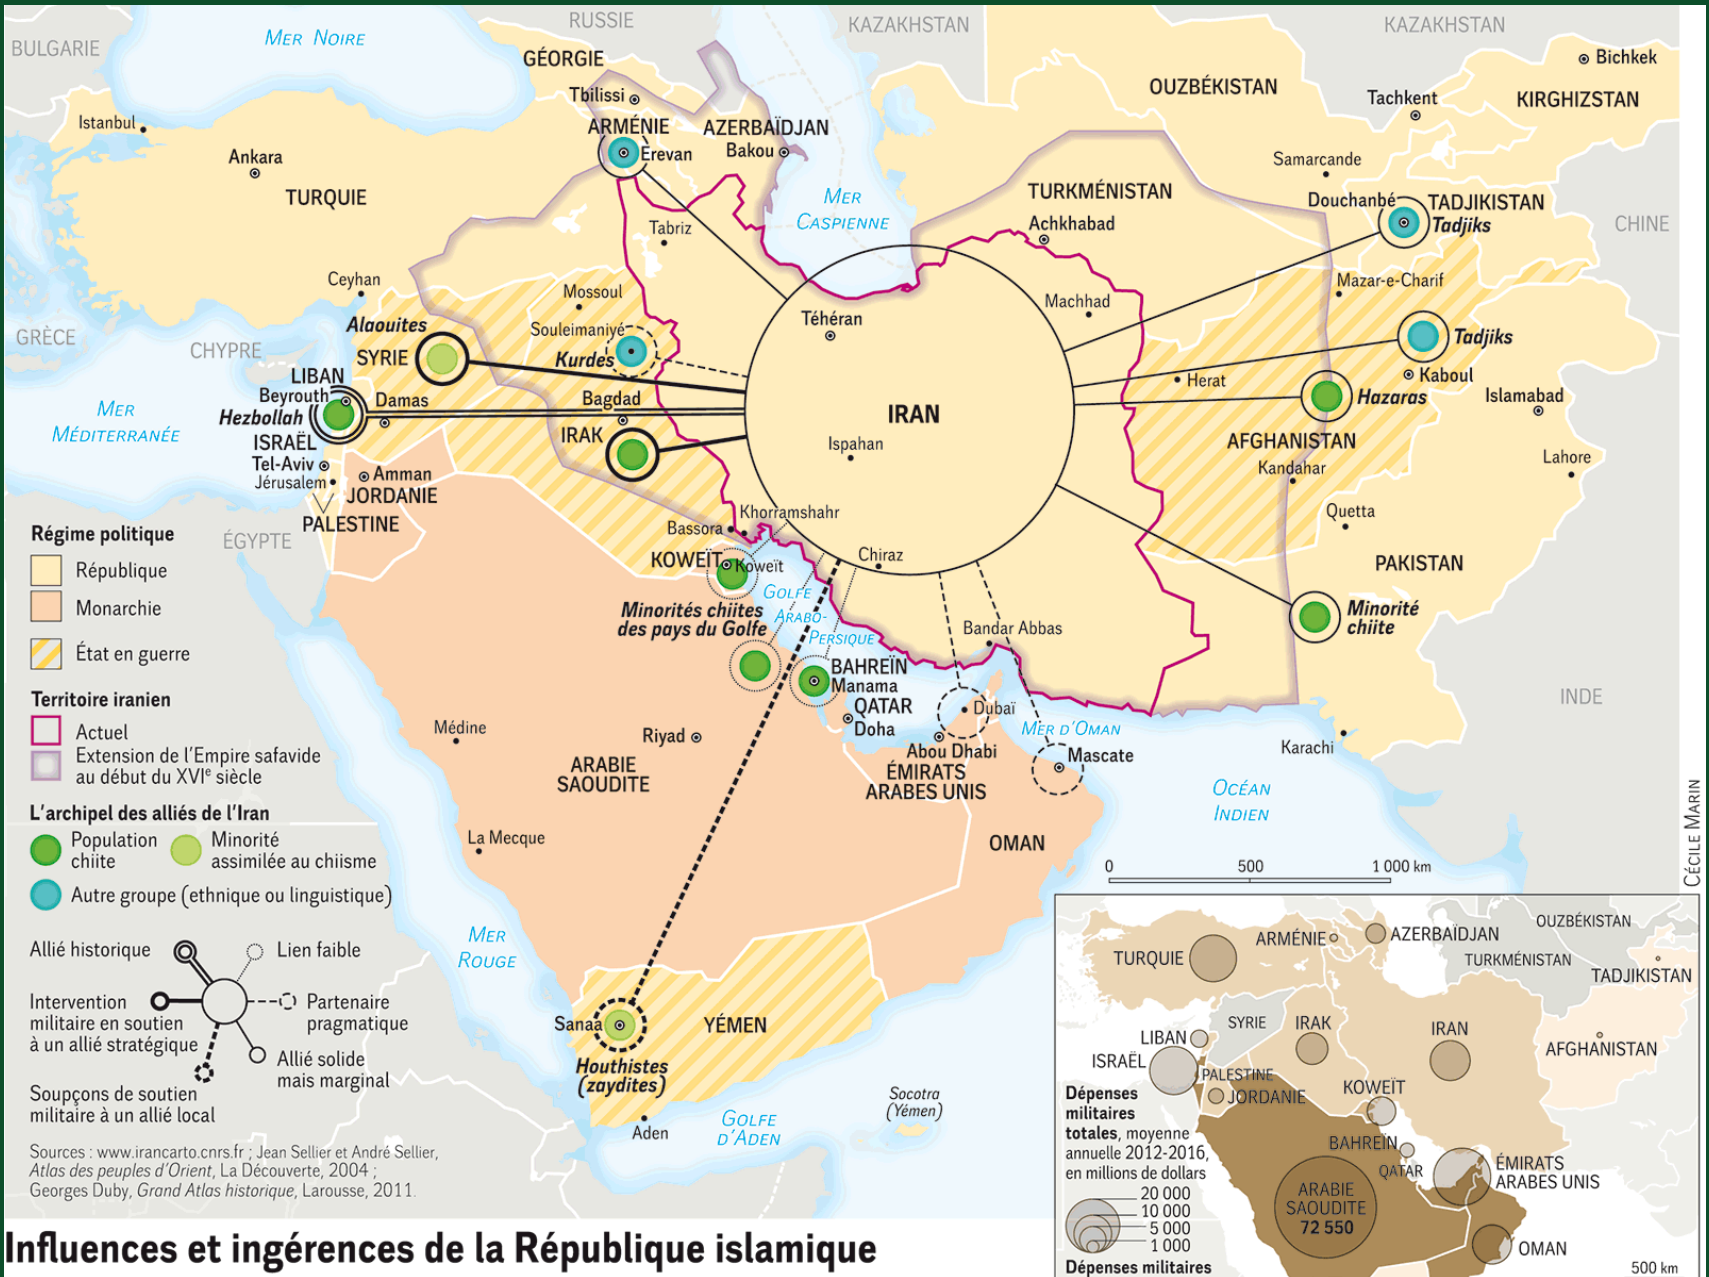 BULGARIE
MER NOIRE
RUSSIE
KAZAKHSTAN
KAZAKHSTAN
GÉORGIE
Tbilissi
Bichkek
OUZBÉKISTAN
Tachkent
KIRGHIZSTAN
Istanbul
ARMÉNIE
Erevan
AZERBAÏDJAN
Bakou
Ankara
TURQUIE
Samarcande
MER
CASPIENNE
TURKMÉNISTAN
Achkhabad
Douchanbé
TADJIKISTAN
Tadjiks
CHINE
Tabriz
Ceyhan
Mossoul
Mazar-e-Charif
Machhad
GRÈCE
CHYPRE
Alaouites
SYRIE
Souleimaniyé
Kurdes
Téhéran
Tadjiks
Kaboul
LIBAN
Beyrouth
Hezbollah
Damas
Bagdad
IRAK
IRAN
Herat
Hazaras
Islamabad
MER
MÉDITERRANÉE
ISRAËL
Tel-Aviv
Jérusalem
Amman
JORDANIE
PALESTINE
Ispahan
AFGHANISTAN
Kandahar
Lahore
Quetta
ÉGYPTE
Bassora
Khorramshahr
KOWEÏT
Koweït
Chiraz
PAKISTAN
GOLFE
ARABO-
PERSIQUE
Minorités chiites
des pays du Golfe
Bandar Abbas
Minorité
chiite
BAHREÏN
Manama
QATAR
Doha
Dubaï
Abou Dhabi
ÉMIRATS
ARABES UNIS
MER D'OMAN
Mascate
Karachi
INDE
Médine
Riyad
ARABIE
SAOUDITE
La Mecque
OMAN
OCÉAN
INDIEN
MER
ROUGE
Sanaa
YÉMEN
Houthistes
(zaydites)
Aden
GOLFE
D'ADEN
Socotra
(Yémen)
0 500 1 000 km
CÉCILE MARIN
Régime politique
République
Monarchie
État en guerre
Territoire iranien
Actuel
Extension de l'Empire safavide
au début du XVIe siècle
L'archipel des alliés de l'Iran
Population
chiite
Minorité
assimilée au chiisme
Autre groupe (ethnique ou linguistique)
Allié historique
Lien faible
Intervention
militaire en soutien
à un allié stratégique
Partenaire
pragmatique
Allié solide
mais marginal
Soupçons de soutien
militaire à un allié local
Sources : www.irancarto.cnrs.fr ; Jean Sellier et André Sellier,
Atlas des peuples d'Orient, La Découverte, 2004 ;
Georges Duby, Grand Atlas historique, Larousse, 2011.
Influences et ingérences de la République islamique
TURQUIE
ARMÉNIE
AZERBAÏDJAN
OUZBÉKISTAN
TURKMÉNISTAN
TADJIKISTAN
SYRIE
IRAK
IRAN
AFGHANISTAN
LIBAN
ISRAËL
PALESTINE
JORDANIE
KOWEÏT
BAHREÏN
QATAR
ÉMIRATS
ARABES UNIS
ARABIE
SAOUDITE
72 550
OMAN
Dépenses
militaires
totales, moyenne
annuelle 2012-2016,
en millions de dollars
20 000
10 000
5 000
1 000
Dépenses militaires
500 km